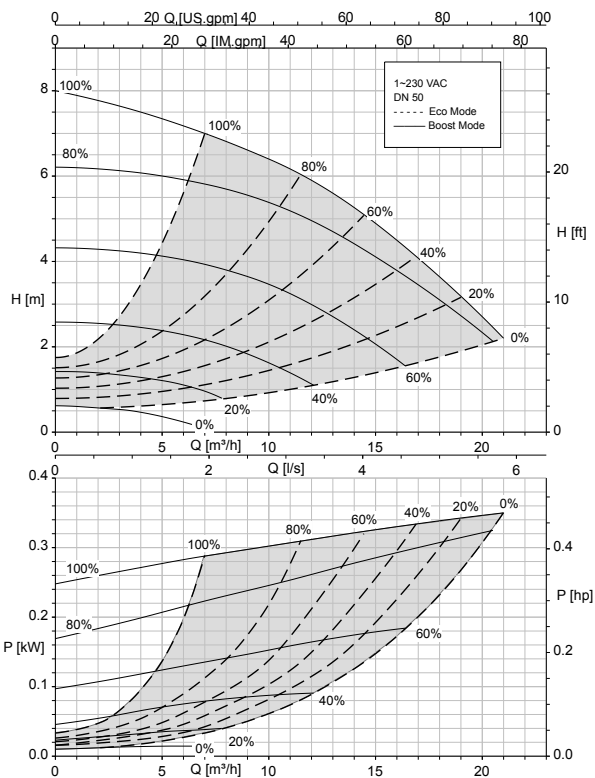 0 20 Q [US.gpm] 40 60 80 100
0 20 Q [IM.gpm] 40 60 80
1~230 VAC
DN 50
Eco Mode
Boost Mode
8
100%
100%
80%
80%
6
20
60%
H [ft]
4
40%
H [m]
20%
10
2
0%
60%
40%
20%
0%
0
0
0 5 10 15 20
Q [m³/h]
0 2 4 6
Q [l/s]
0.4
0%
20%
40%
60%
80%
100%
0.3
0.4
100%
P [hp]
0.2
80%
60%
P [kW]
0.2
0.1
40%
20%
0%
0.0
0.0
0 5 10 15 20
Q [m³/h]